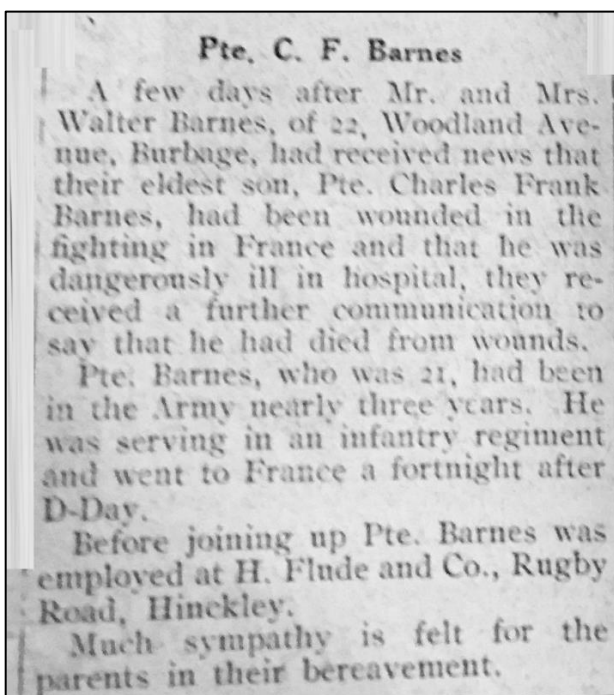 Pte. C. F. Barnes
A few days after Mr. and Mrs.
Walter Barnes, of 22, Woodland Ave-
nue, Burbage, had received news that
their eldest son, Pte. Charles Frank
Barnes, had been wounded in the
fighting in France and that he was
dangerously ill in hospital, they re-
ceived a further communication to
say that he had died from wounds.
Pte. Barnes, who was 21, had been
in the Army nearly three years. He
was serving in an infantry regiment
and went to France a fortnight after
D-Day.
Before joining up Pte. Barnes was
employed at H. Flude and Co., Rugby
Road, Hinckley.
Much sympathy is felt for the
parents in their bereavement.